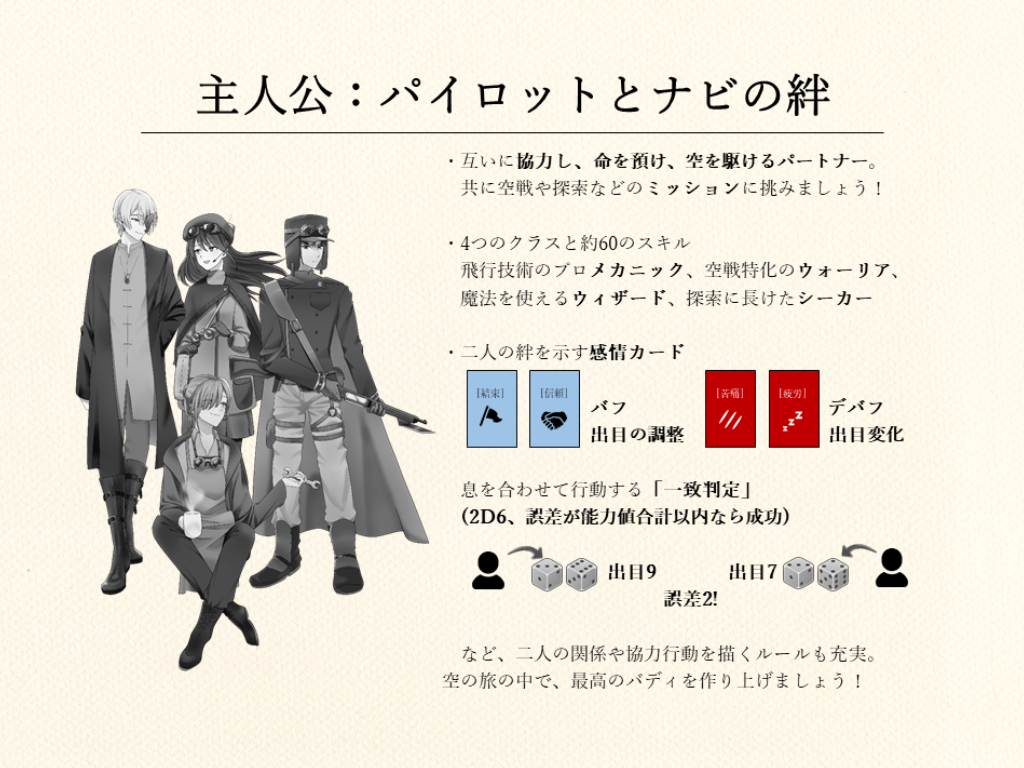 主人公：パイロットとナビの絆
・互いに協力し、命を預け、空を駆けるパートナー。
共に空戦や探索などのミッションに挑みましょう！
・4つのクラスと約60のスキル
飛行技術のプロメカニック、空戦特化のウォーリア、
魔法を使えるウィザード、探索に長けたシーカー
・二人の絆を示す感情カード
[結束] [信頼] [苦痛] [疲労]
バフ デバフ
出目の調整 出目変化
息を合わせて行動する「一致判定」
(2D6、誤差が能力値合計以内なら成功)
出目9 出目7
誤差2!
など、二人の関係や協力行動を描くルールも充実。
空の旅の中で、最高のバディを作り上げましょう！